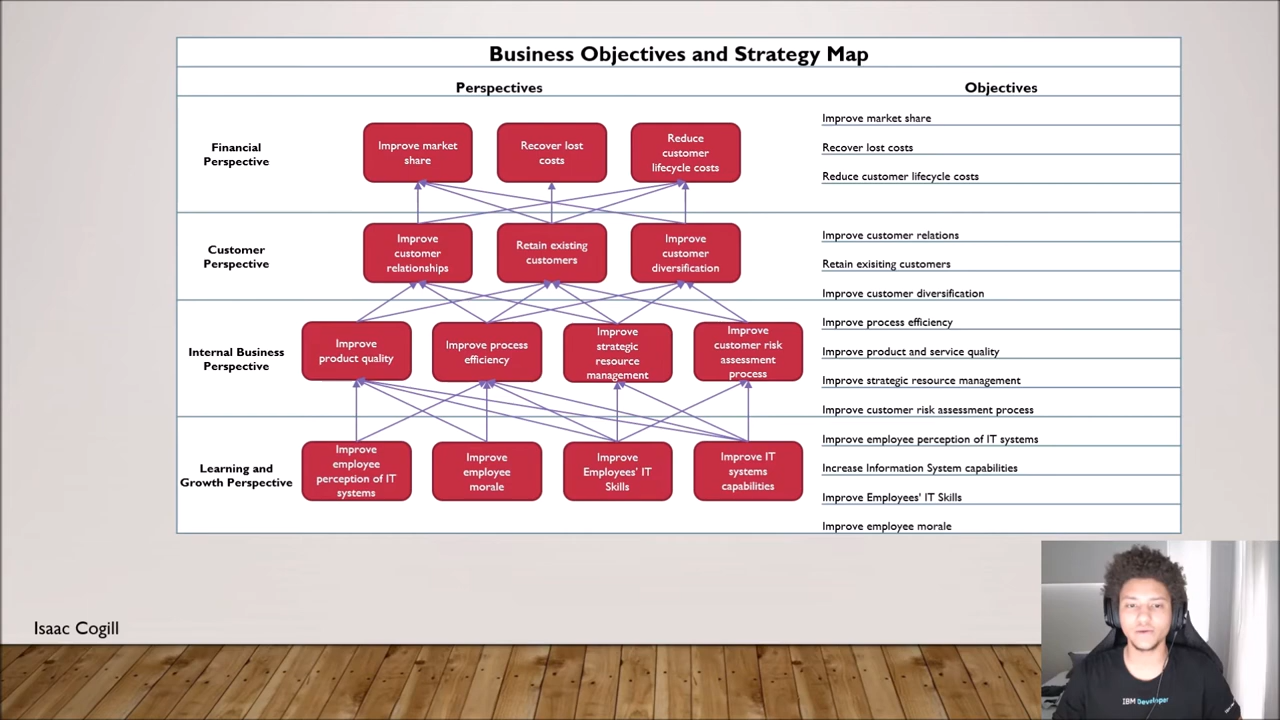 Business Objectives and Strategy Map
Perspectives
Objectives
Financial
Perspective
Improve market
share
Recover lost
costs
Reduce
customer
lifecycle costs
Improve market share
Recover lost costs
Reduce customer lifecycle costs
Customer
Perspective
Improve
customer
relationships
Retain existing
customers
Improve
customer
diversification
Improve customer relations
Retain exisiting customers
Improve customer diversification
Internal Business
Perspective
Improve
product quality
Improve process
efficiency
Improve
strategic
resource
management
Improve
customer risk
assessment
process
Improve process efficiency
Improve product and service quality
Improve strategic resource management
Improve customer risk assessment process
Learning and
Growth Perspective
Improve
employee
perception of IT
systems
Improve
employee
morale
Improve
Employees' IT
Skills
Improve IT
systems
capabilities
Improve employee perception of IT systems
Increase Information System capabilities
Improve Employees' IT Skills
Improve employee morale
Isaac Cogill
IBM Developer